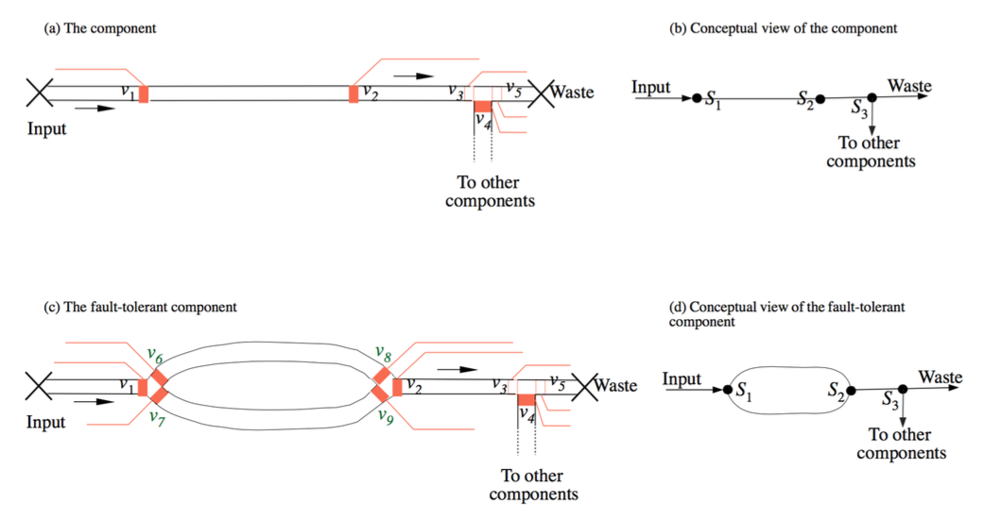 (a) The component
(b) Conceptual view of the component
v1
v2
v3
v5
Waste
Input
v4
To other
components
Input
S1
S2
S3
Waste
To other
components
(c) The fault-tolerant component
(d) Conceptual view of the fault-tolerant
component
v6
v8
v1
v2
v3
v5
Waste
Input
v7
v9
v4
To other
components
Input
S1
S2
S3
Waste
To other
components